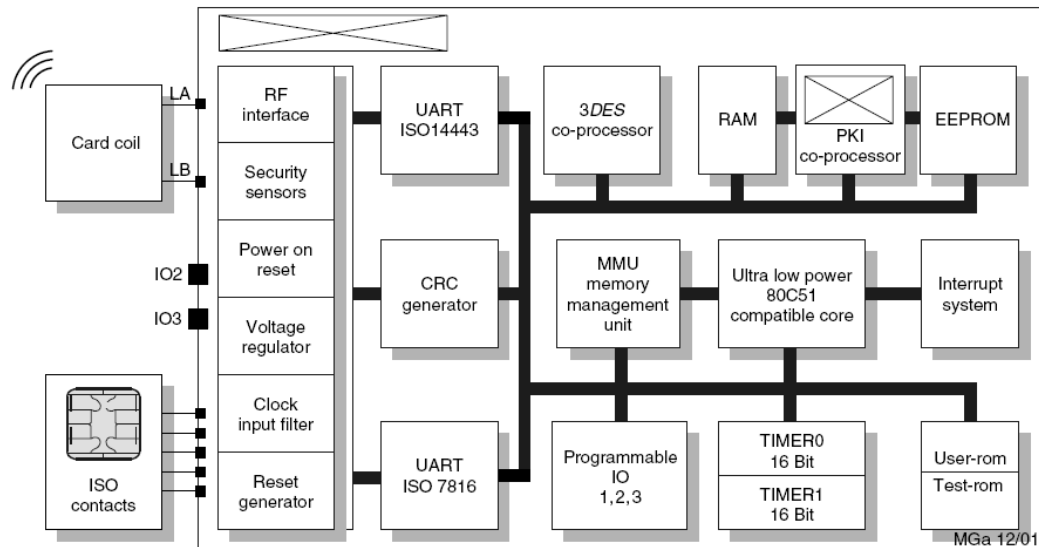 LA
Card coil
LB
IO2
IO3
ISO
contacts
RF
interface
Security
sensors
Power on
reset
Voltage
regulator
Clock
input filter
Reset
generator
UART
ISO14443
CRC
generator
UART
ISO 7816
3DES
co-processor
RAM
PKI
co-processor
EEPROM
MMU
memory
management
unit
Ultra low power
80C51
compatible core
Interrupt
system
Programmable
IO
1,2,3
TIMER0
16 Bit
TIMER1
16 Bit
User-rom
Test-rom
MGa 12/01